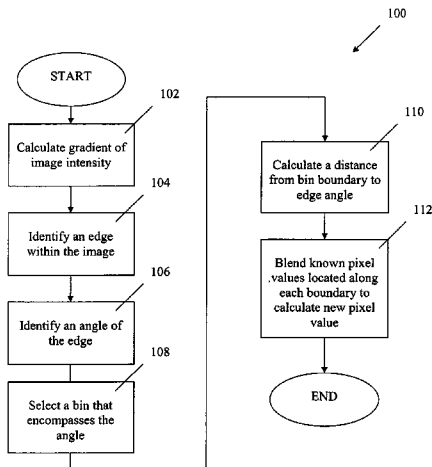 100
START
102
Calculate gradient of
image intensity
104
Identify an edge
within the image
106
Identify an angle of
the edge
108
Select a bin that
encompasses the
angle
110
Calculate a distance
from bin boundary to
edge angle
112
Blend known pixel
values located along
each boundary to
calculate new pixel
value
END